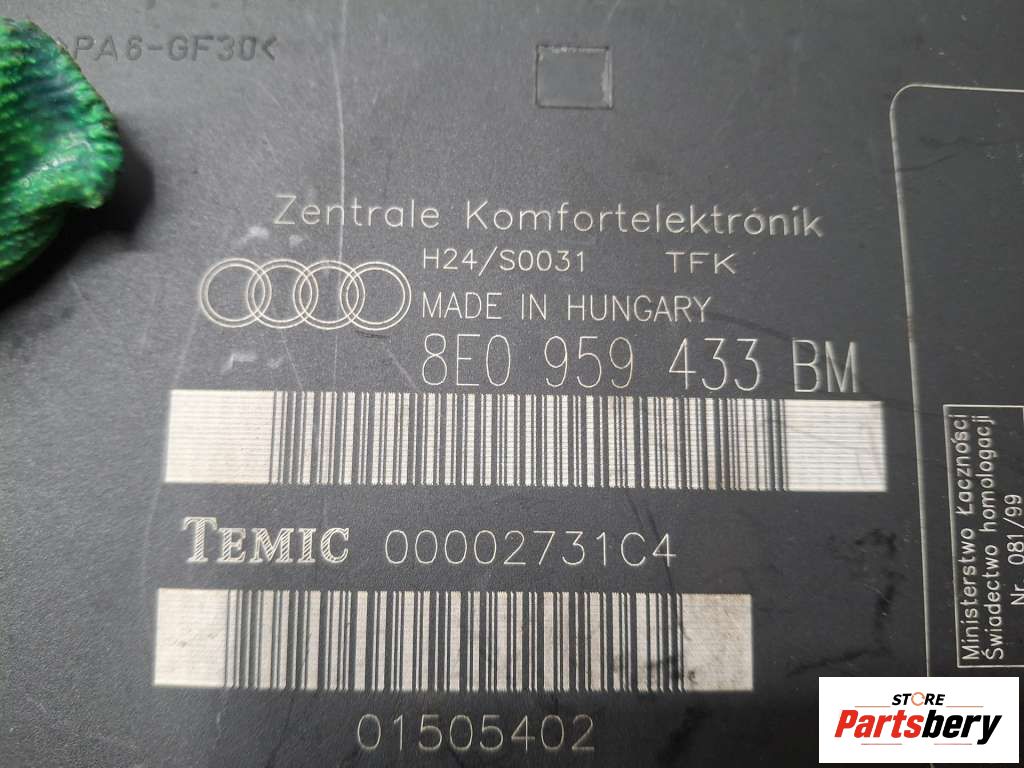 >PA6-GF30<
Zentrale Komfortelektrónik
H24/S0031 TFK
MADE IN HUNGARY
8E0 959 433 BM
TEMIC 00002731C4
01505402
Ministerstwo Łączności
Świadectwo homologacji
Nr. 081/99
STORE
Partsbery